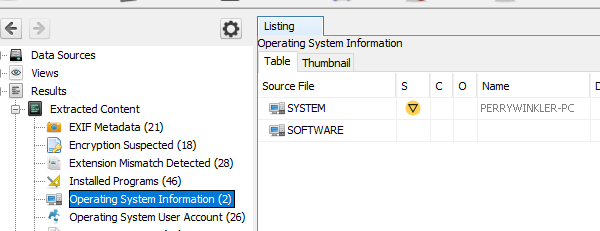 Listing
Operating System Information
Table Thumbnail
Source File S C O Name D
SYSTEM PERRYWINKLER-PC
SOFTWARE
Data Sources
Views
Results
Extracted Content
EXIF Metadata (21)
Encryption Suspected (18)
Extension Mismatch Detected (28)
Installed Programs (46)
Operating System Information (2)
Operating System User Account (26)